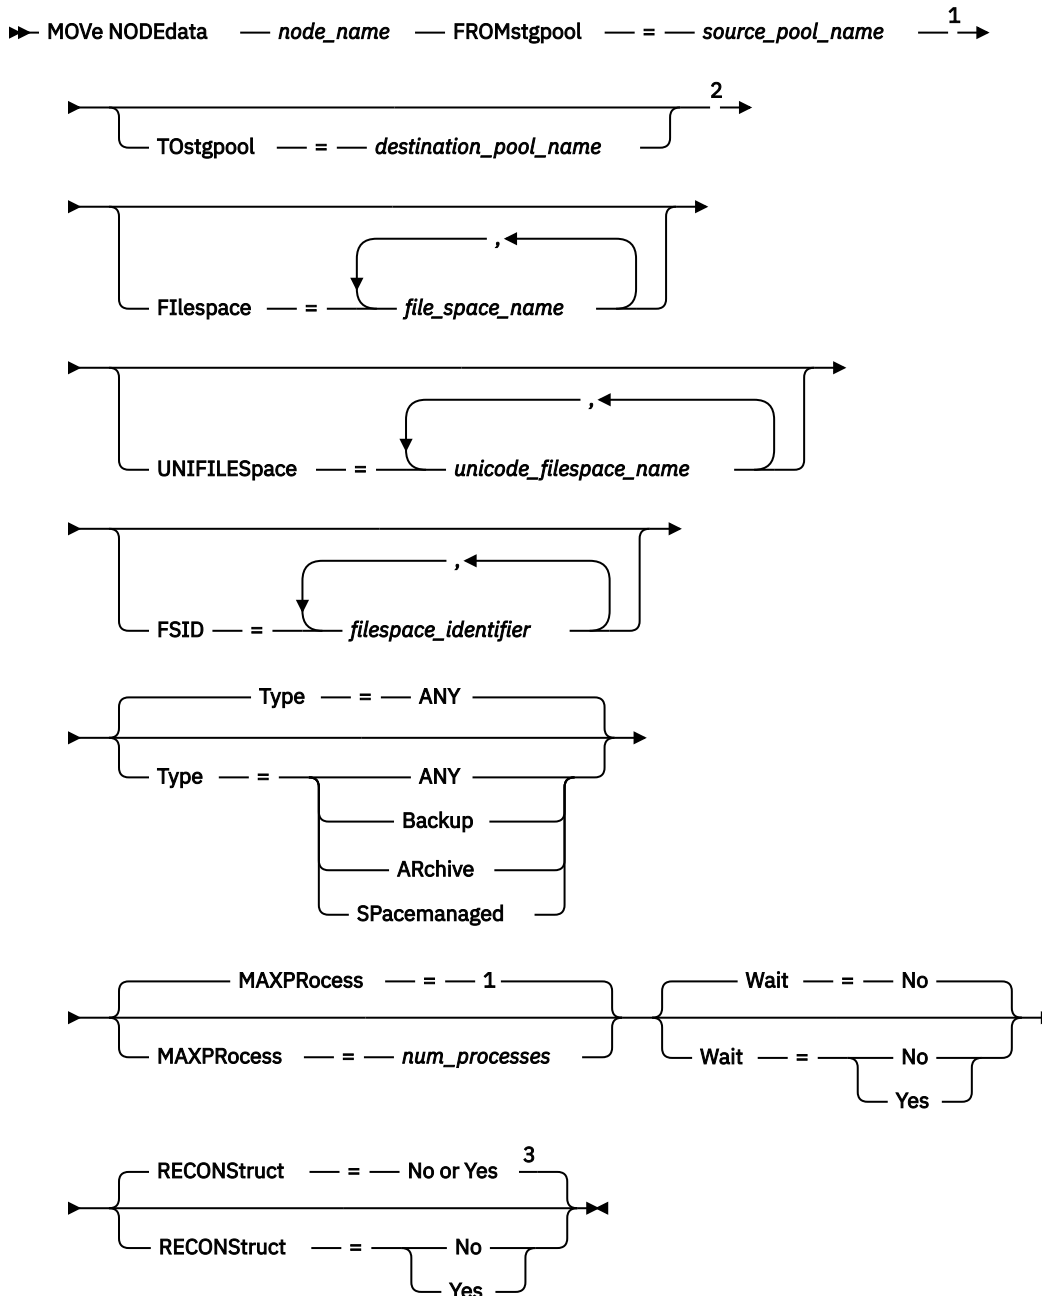 MOVe NODEdata node_name FROMstgpool = source_pool_name 1
2
TOstgpool = destination_pool_name
,
FIlespace = file_space_name
,
UNIFILESpace = unicode_filespace_name
,
FSID = filespace_identifier
Type = ANY
Type = ANY
Backup
ARchive
SPacemanaged
MAXPRocess = 1 Wait = No
MAXPRocess = num_processes Wait = No
Yes
RECONStruct = No or Yes 3
RECONStruct = No
Yes